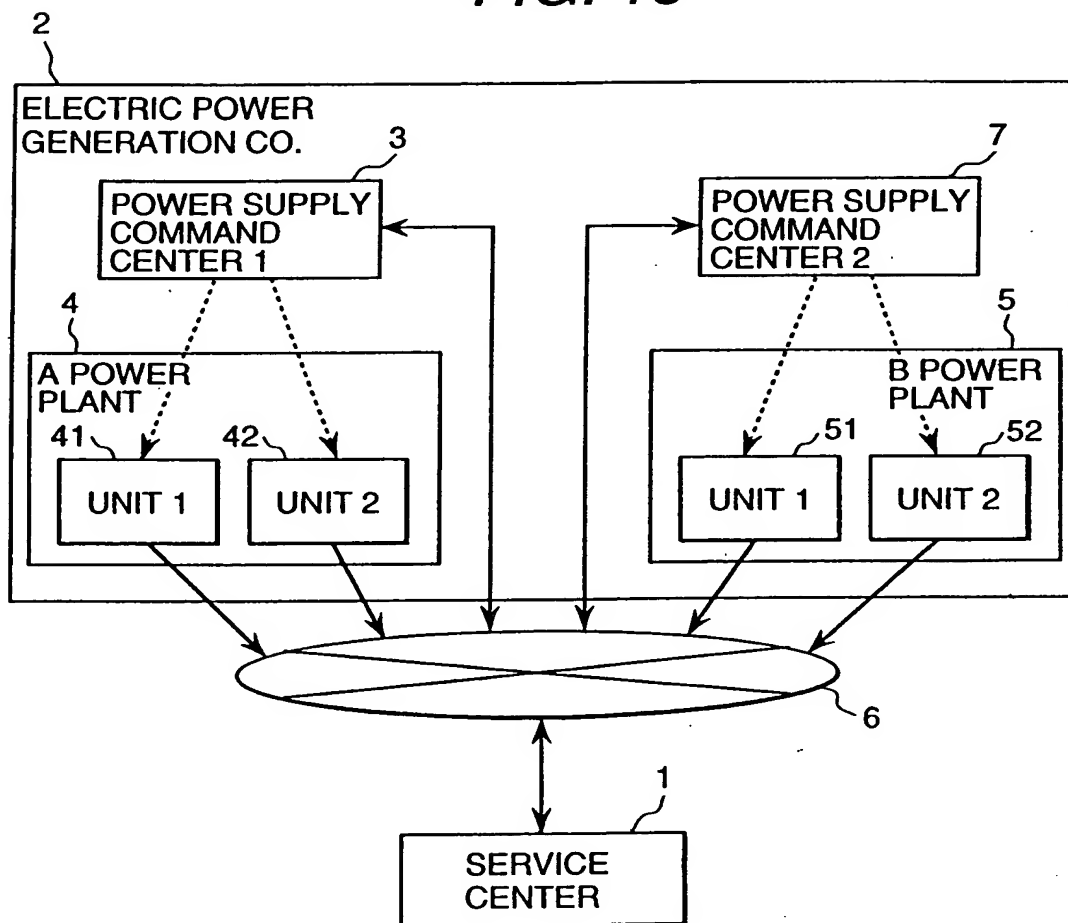 2
ELECTRIC POWER
GENERATION CO.
3
7
POWER SUPPLY
COMMAND
CENTER 1
POWER SUPPLY
COMMAND
CENTER 2
4
5
A POWER
PLANT
B POWER
PLANT
41
42
51
52
UNIT 1
UNIT 2
UNIT 1
UNIT 2
6
1
SERVICE
CENTER